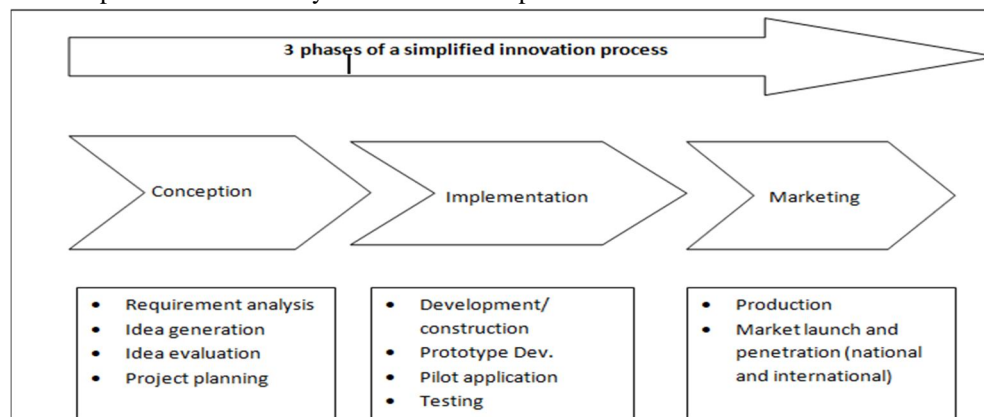 3 phases of a simplified innovation process
Conception
Implementation
Marketing
• Requirement analysis
• Idea generation
• Idea evaluation
• Project planning
• Development/
construction
• Prototype Dev.
• Pilot application
• Testing
• Production
• Market launch and
penetration (national
and international)